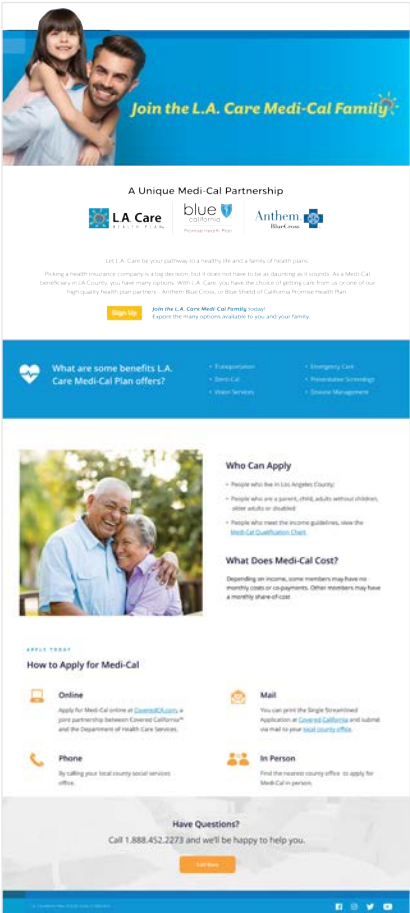 Join the L.A. Care Medi-Cal Family
A Unique Medi-Cal Partnership
L.A. Care
HEALTH PLAN
blue
california
Promise Health Plan
Anthem.
BlueCross
Let L.A. Care be your pathway to a healthy life and a family of health plans.
Picking a health insurance company is a big decision, but it does not have to be as daunting as it sounds. As a Medi-Cal
beneficiary in LA County, you have many options. With L.A. Care, you have the choice of getting care from us or one of our
high quality health plan partners - Anthem Blue Cross, or Blue Shield of California Promise Health Plan.
Sign Up
Join the L.A. Care Medi-Cal Family today!
Explore the many options available to you and your family.
What are some benefits L.A.
Care Medi-Cal Plan offers?
• Transportation
• Denti-Cal
• Vision Services
• Emergency Care
• Preventative Screenings
• Disease Management
Who Can Apply
• People who live in Los Angeles County;
• People who are a parent, child, adults without children,
older adults or disabled
• People who meet the income guidelines, view the
Medi-Cal Qualification Chart.
What Does Medi-Cal Cost?
Depending on income, some members may have no
monthly costs or co-payments. Other members may have
a monthly share-of-cost
APPLY TODAY
How to Apply for Medi-Cal
Online
Apply for Medi-Cal online at CoveredCA.com, a
joint partnership between Covered California™
and the Department of Health Care Services.
Mail
You can print the Single Streamlined
Application at Covered California and submit
via mail to your local county office.
Phone
By calling your local county social services
office.
In Person
Find the nearest county office to apply for
Medi-Cal in person.
Have Questions?
Call 1.888.452.2273 and we'll be happy to help you.
Call Now